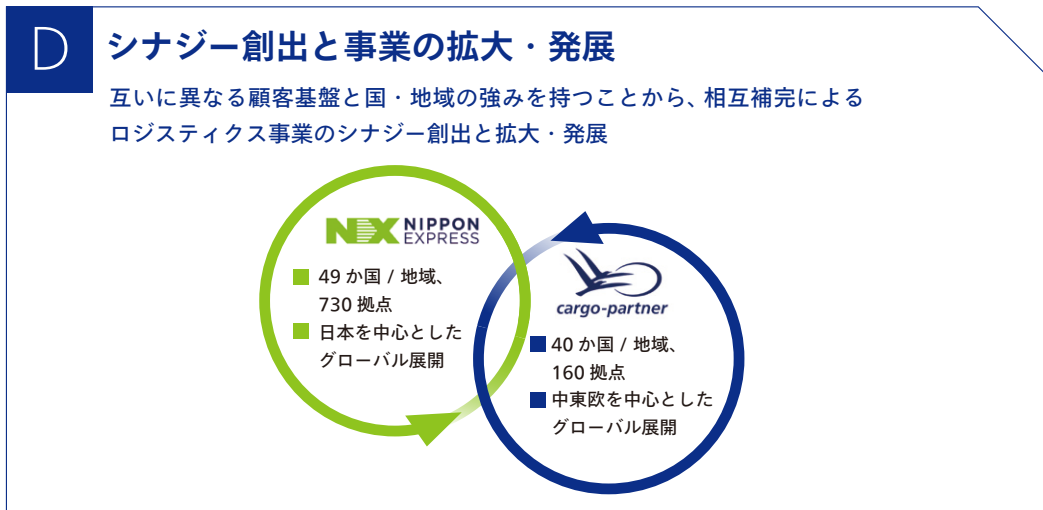 D
シナジー創出と事業の拡大・発展
互いに異なる顧客基盤と国・地域の強みを持つことから、相互補完による
ロジスティクス事業のシナジー創出と拡大・発展
NX NIPPON
EXPRESS
49 か国 / 地域、
730 拠点
日本を中心とした
グローバル展開
cargo-partner
40 か国 / 地域、
160 拠点
中東欧を中心とした
グローバル展開